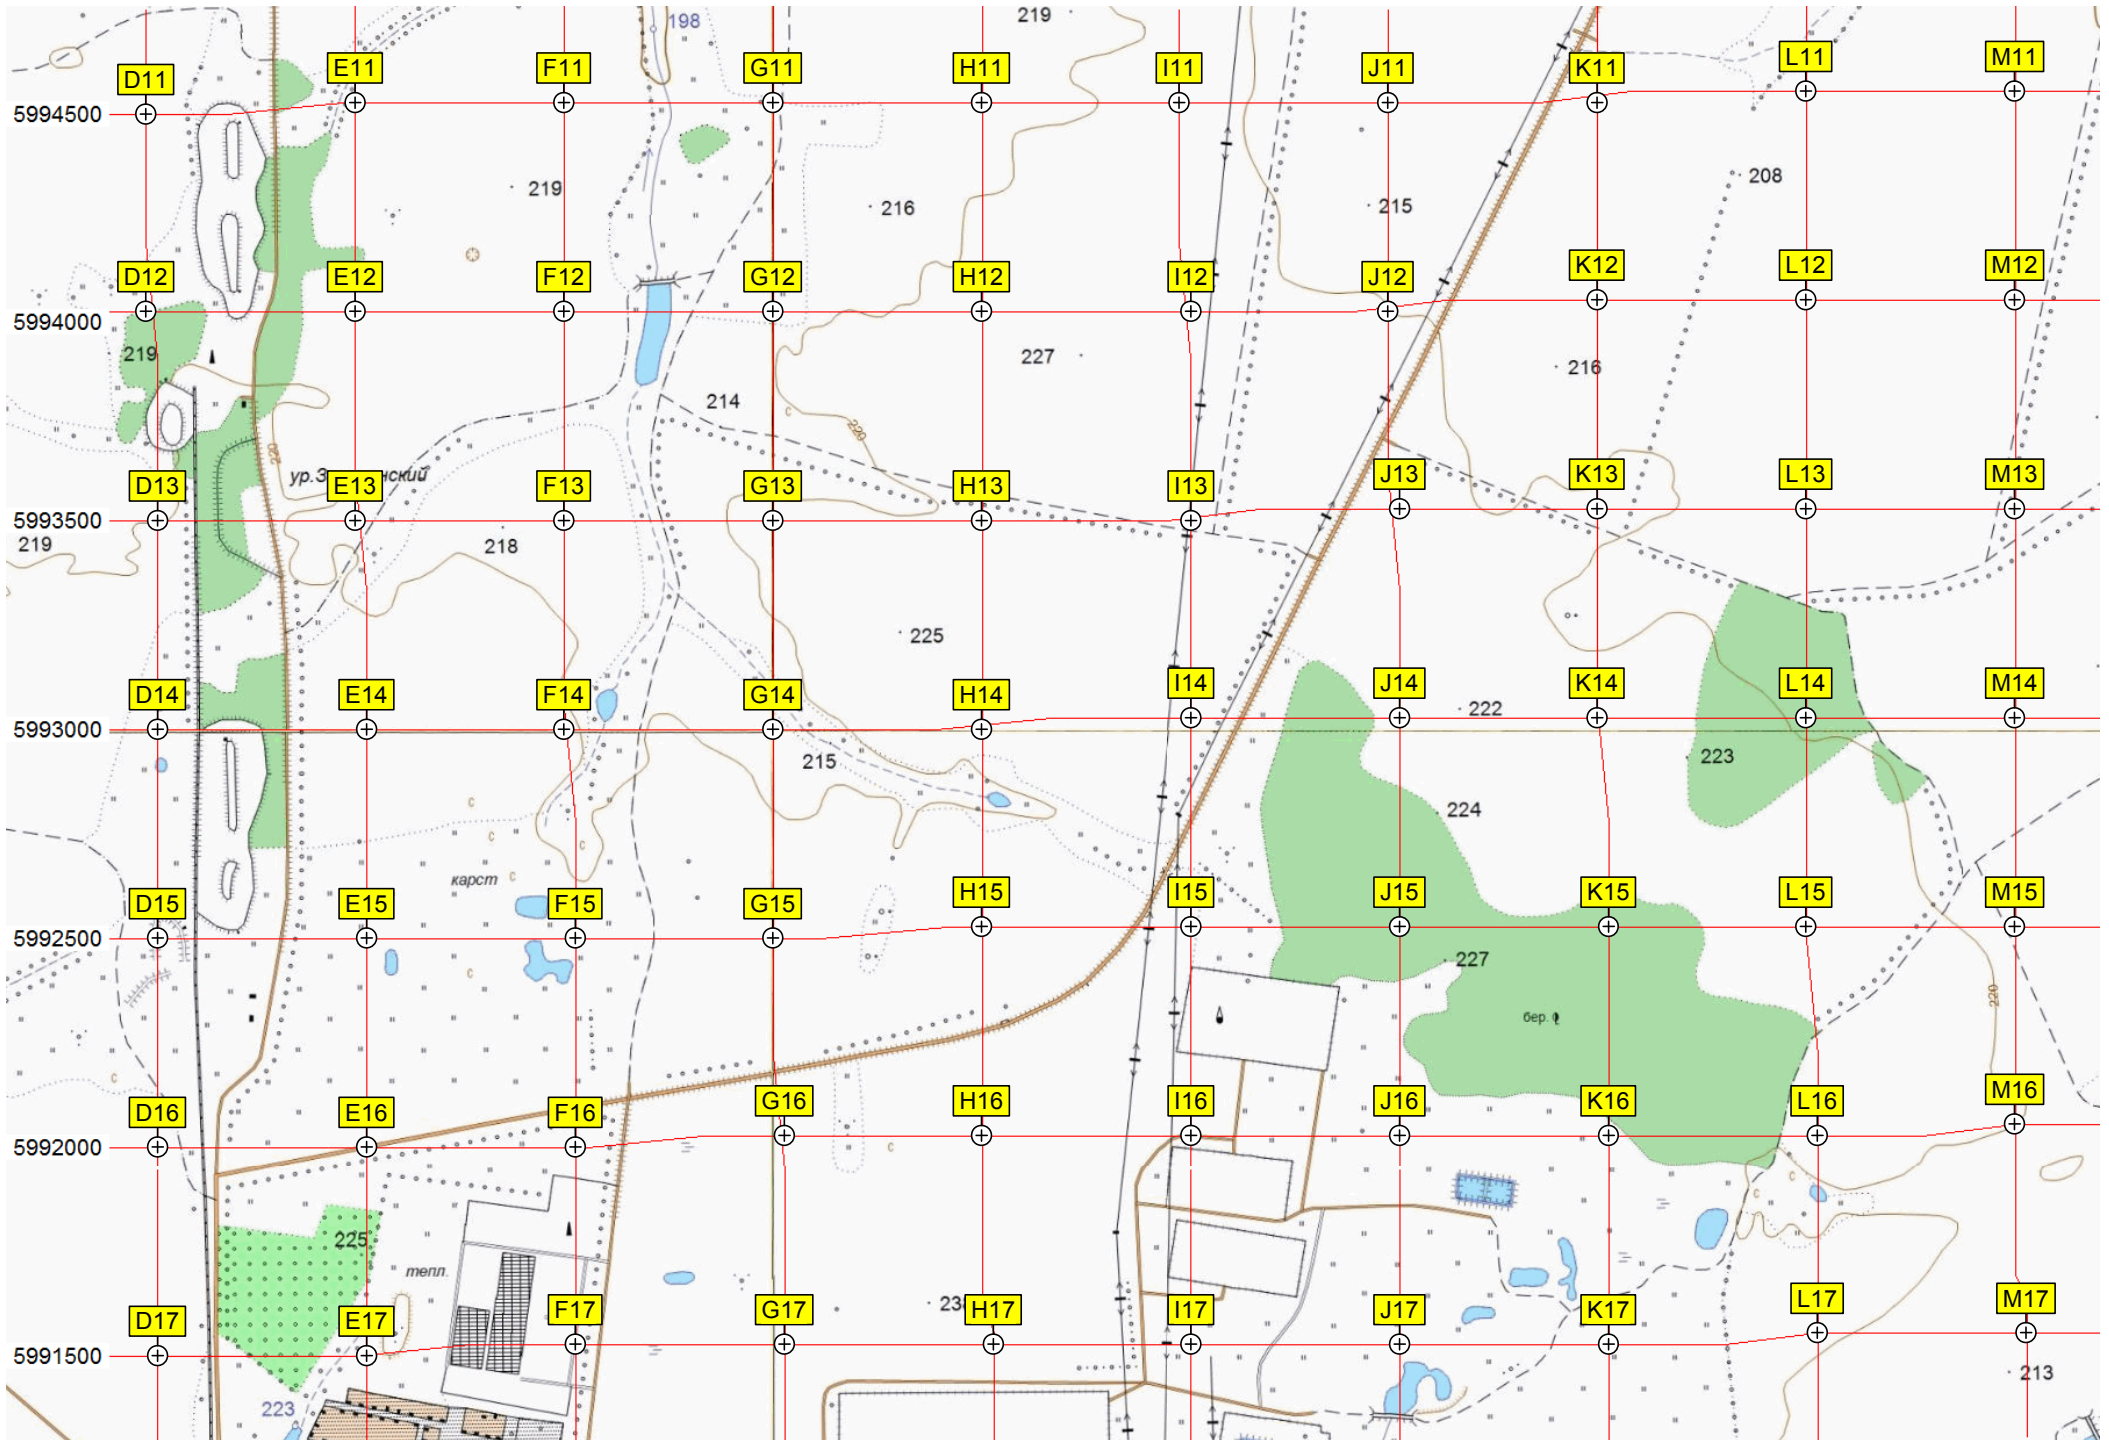 198
219
D11 E11 F11 G11 H11 I11 J11 K11 L11 M11
5994500
219 216 215 208
D12 E12 F12 G12 H12 I12 J12 K12 L12 M12
5994000
219 227 216
214
220
220
D13 E13 F13 G13 H13 I13 J13 K13 L13 M13
5993500
219 218
225
D14 E14 F14 G14 H14 I14 J14 K14 L14 M14
222
5993000
215 223
224
c c c c
карст c
D15 E15 F15 G15 H15 I15 J15 K15 L15 M15
5992500
c 227
220
бер.
c
D16 E16 F16 G16 H16 I16 J16 K16 L16 M16
5992000
c c c
225
тепл.
D17 E17 F17 G17 H17 I17 J17 K17 L17 M17
5991500
213
223